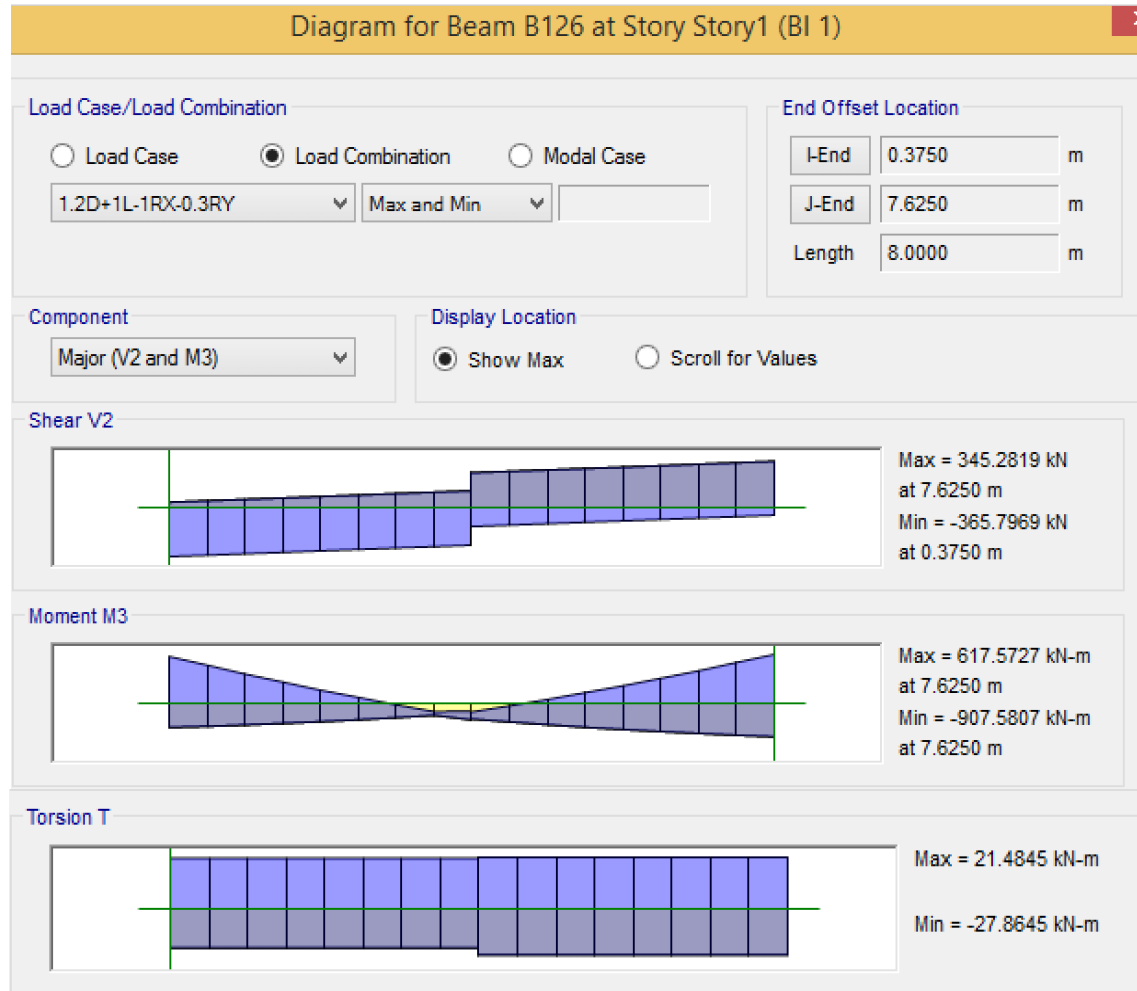 Diagram for Beam B126 at Story Story1 (BI 1)
Load Case/Load Combination
Load Case
Load Combination
Modal Case
1.2D+1L-1RX-0.3RY
Max and Min
End Offset Location
I-End
0.3750
m
J-End
7.6250
m
Length
8.0000
m
Component
Major (V2 and M3)
Display Location
Show Max
Scroll for Values
Shear V2
Max = 345.2819 kN
at 7.6250 m
Min = -365.7969 kN
at 0.3750 m
Moment M3
Max = 617.5727 kN-m
at 7.6250 m
Min = -907.5807 kN-m
at 7.6250 m
Torsion T
Max = 21.4845 kN-m
Min = -27.8645 kN-m